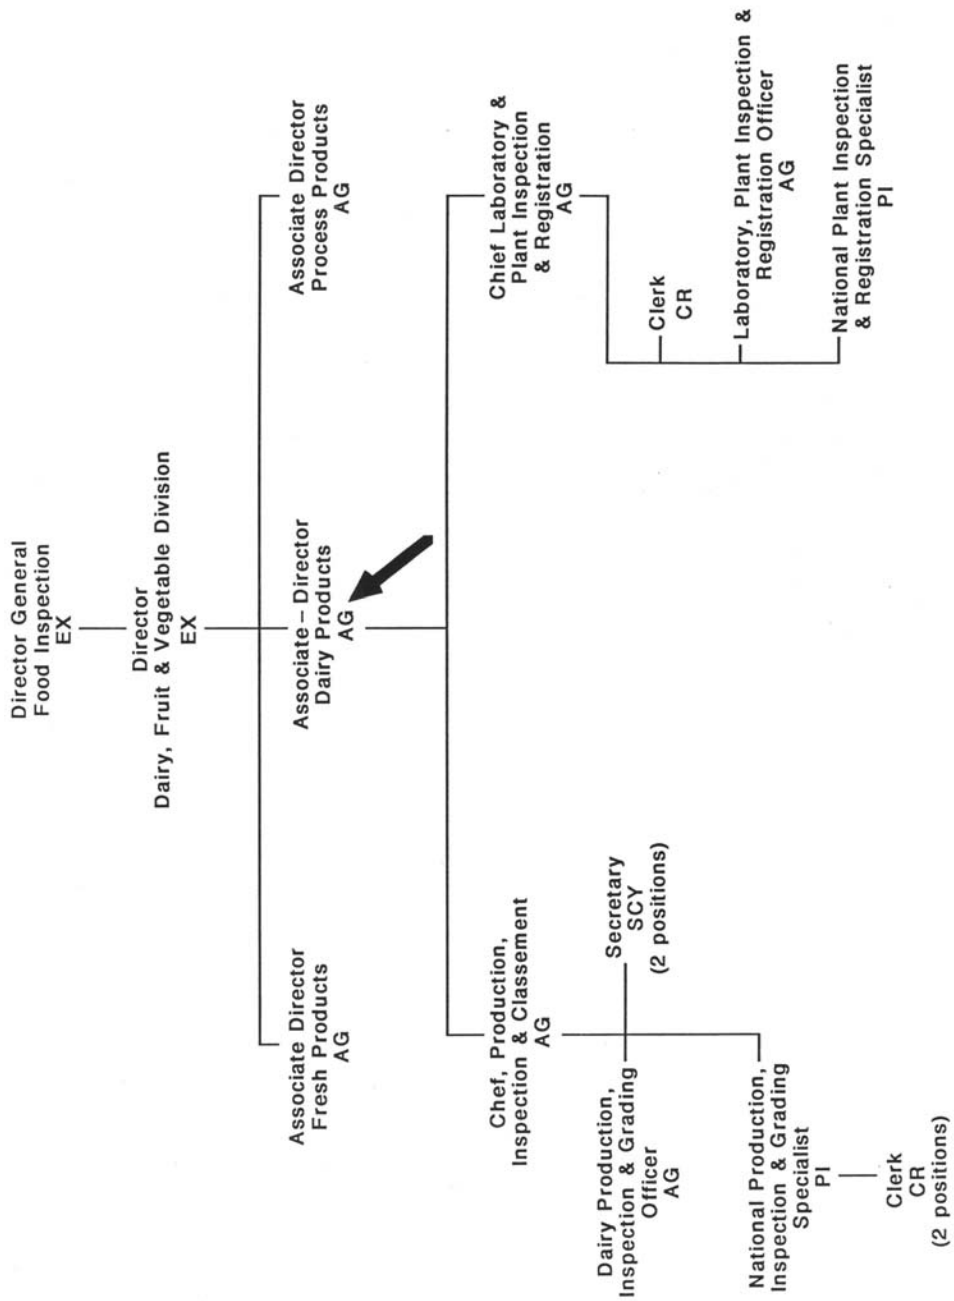 Director General
Food Inspection
EX
Director
Dairy, Fruit & Vegetable Division
EX
Associate Director
Fresh Products
AG
Associate – Director
Dairy Products
AG
Associate Director
Process Products
AG
Chef, Production,
Inspection & Classement
AG
Chief Laboratory &
Plant Inspection
& Registration
AG
Dairy Production,
Inspection & Grading
Officer
AG
Secretary
SCY
(2 positions)
National Production,
Inspection & Grading
Specialist
PI
Clerk
CR
(2 positions)
Clerk
CR
Laboratory, Plant Inspection &
Registration Officer
AG
National Plant Inspection
& Registration Specialist
PI